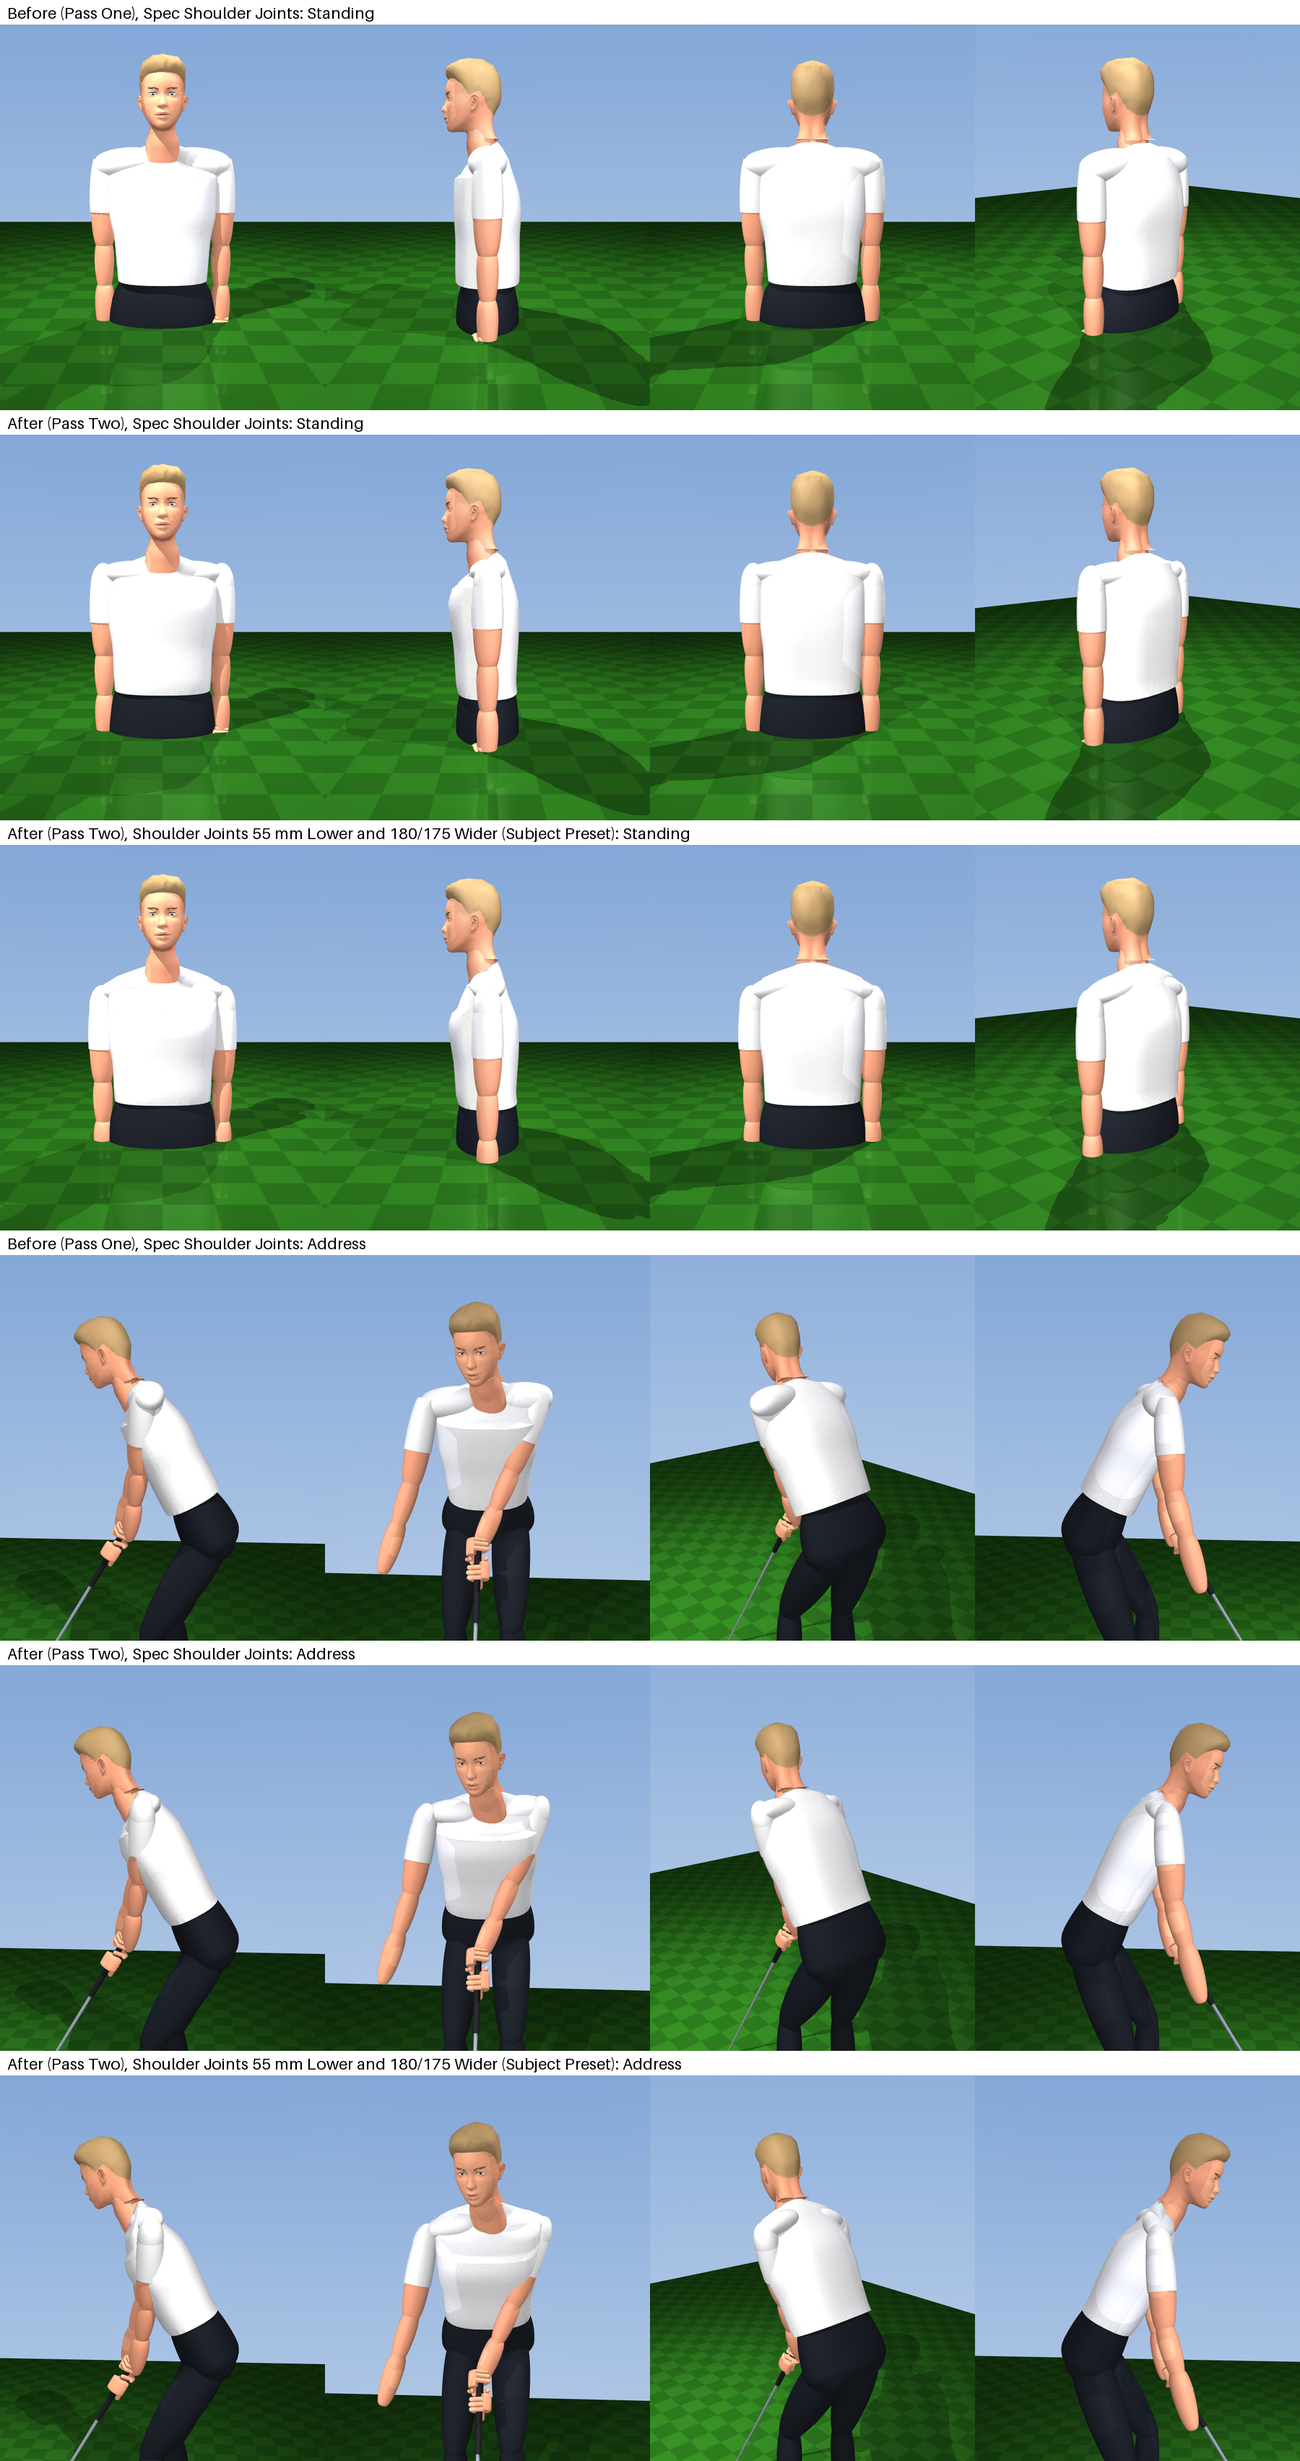 Before (Pass One), Spec Shoulder Joints: Standing
After (Pass Two), Spec Shoulder Joints: Standing
After (Pass Two), Shoulder Joints 55 mm Lower and 180/175 Wider (Subject Preset): Standing
Before (Pass One), Spec Shoulder Joints: Address
After (Pass Two), Spec Shoulder Joints: Address
After (Pass Two), Shoulder Joints 55 mm Lower and 180/175 Wider (Subject Preset): Address